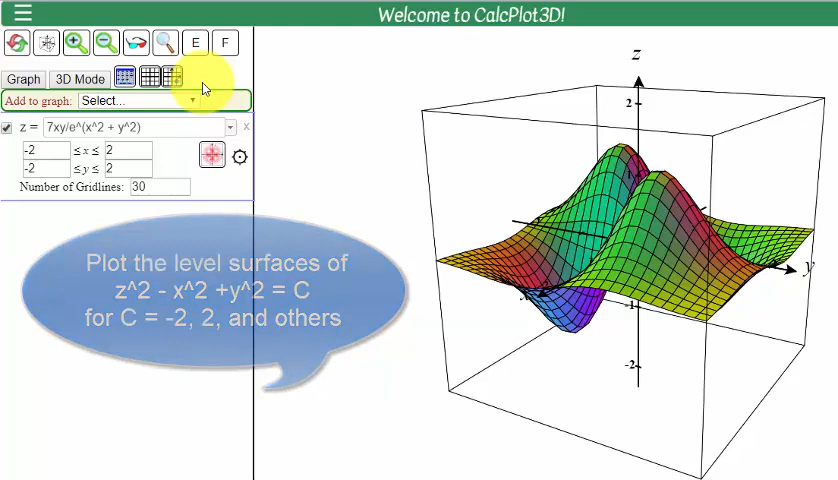 Welcome to CalcPlot3D!
E F
Graph 3D Mode
Add to graph: Select...
z = 7xy/e^(x^2 + y^2) x
-2 ≤ x ≤ 2
-2 ≤ y ≤ 2
Number of Gridlines: 30
Plot the level surfaces of
z^2 - x^2 +y^2 = C
for C = -2, 2, and others
z
2
y
x
-1
-2